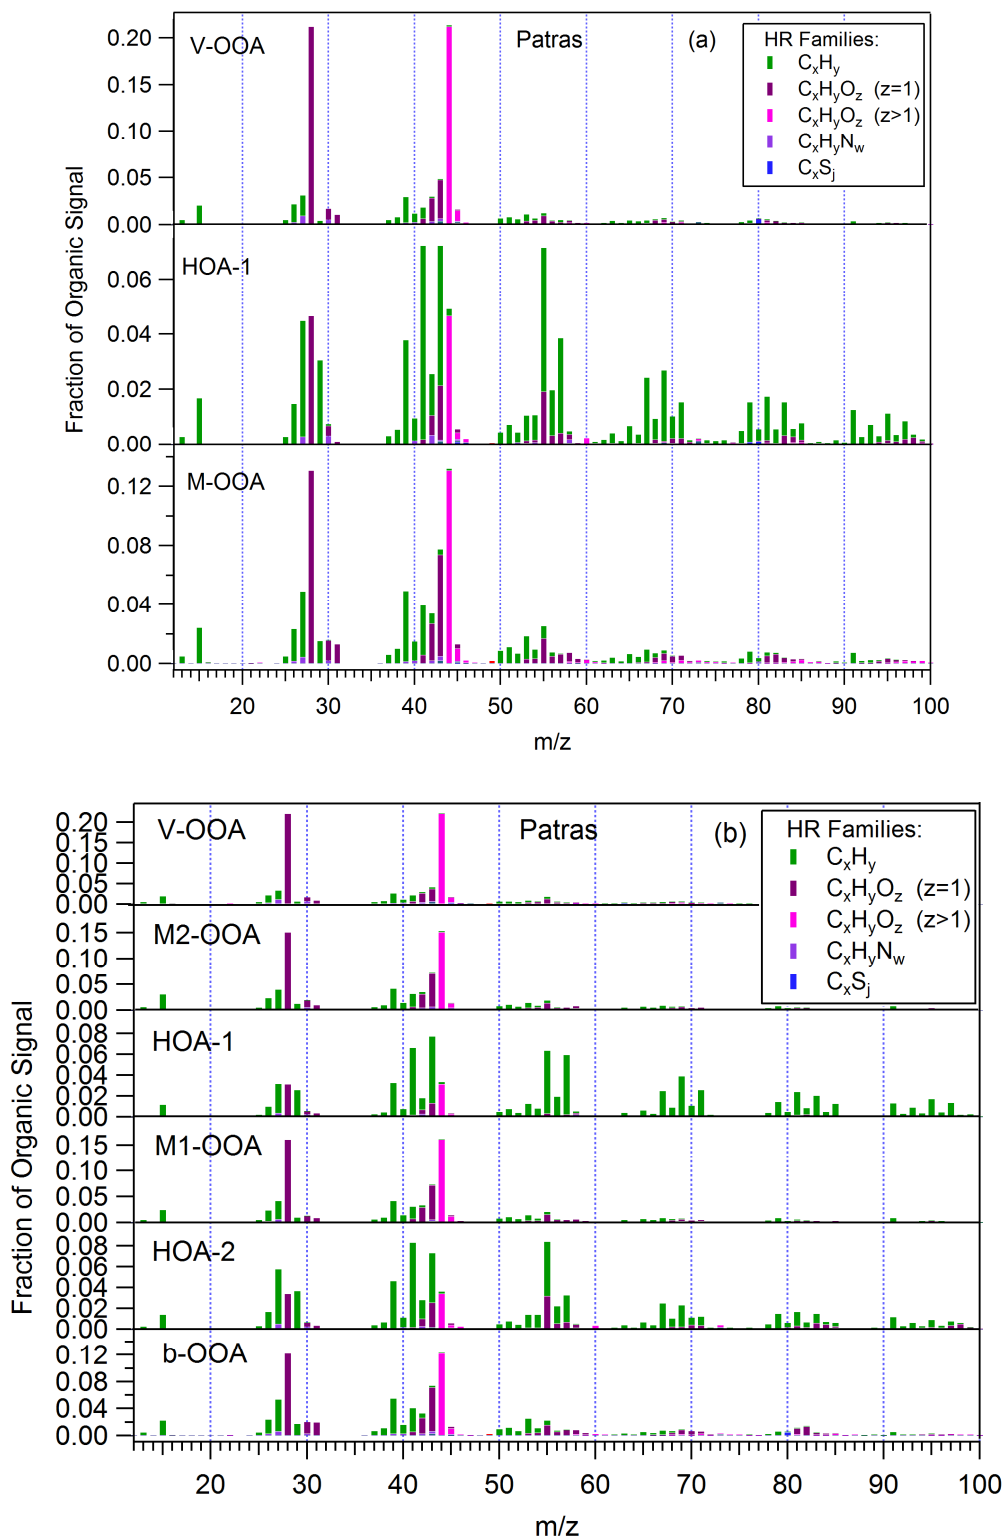 V-OOA
Patras
(a)
HR Families:
CxHy
CxHyOz (z=1)
CxHyOz (z>1)
CxHyNw
CxSj
0.20
0.15
0.10
0.05
0.00
HOA-1
0.06
0.04
0.02
0.00
M-OOA
0.12
0.08
0.04
0.00
Fraction of Organic Signal
20 30 40 50 60 70 80 90 100
m/z
V-OOA
Patras
(b)
HR Families:
CxHy
CxHyOz (z=1)
CxHyOz (z>1)
CxHyNw
CxSj
0.20
0.15
0.10
0.05
0.00
M2-OOA
0.15
0.10
0.05
0.00
HOA-1
0.08
0.06
0.04
0.02
0.00
M1-OOA
0.15
0.10
0.05
0.00
HOA-2
0.08
0.06
0.04
0.02
0.00
b-OOA
0.12
0.08
0.04
0.00
Fraction of Organic Signal
20 30 40 50 60 70 80 90 100
m/z